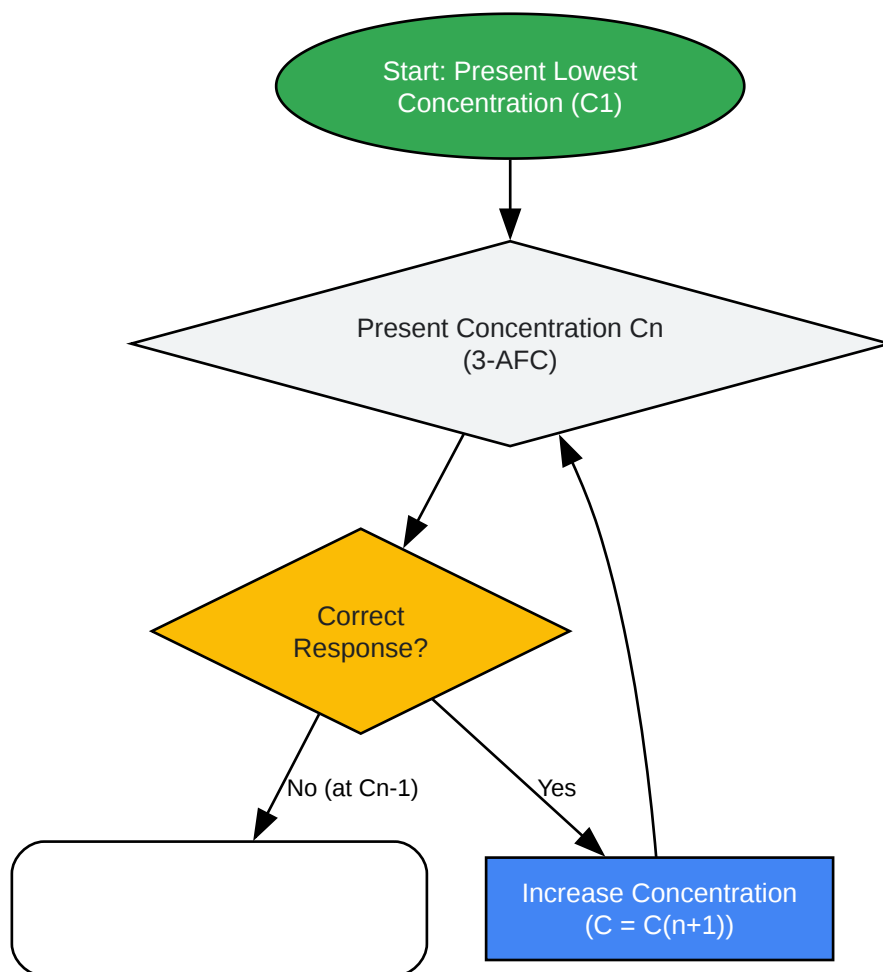 Start: Present Lowest
Concentration (C1)
Present Concentration Cn
(3-AFC)
Correct
Response?
No (at Cn-1)
Yes
Increase Concentration
(C = C(n+1))